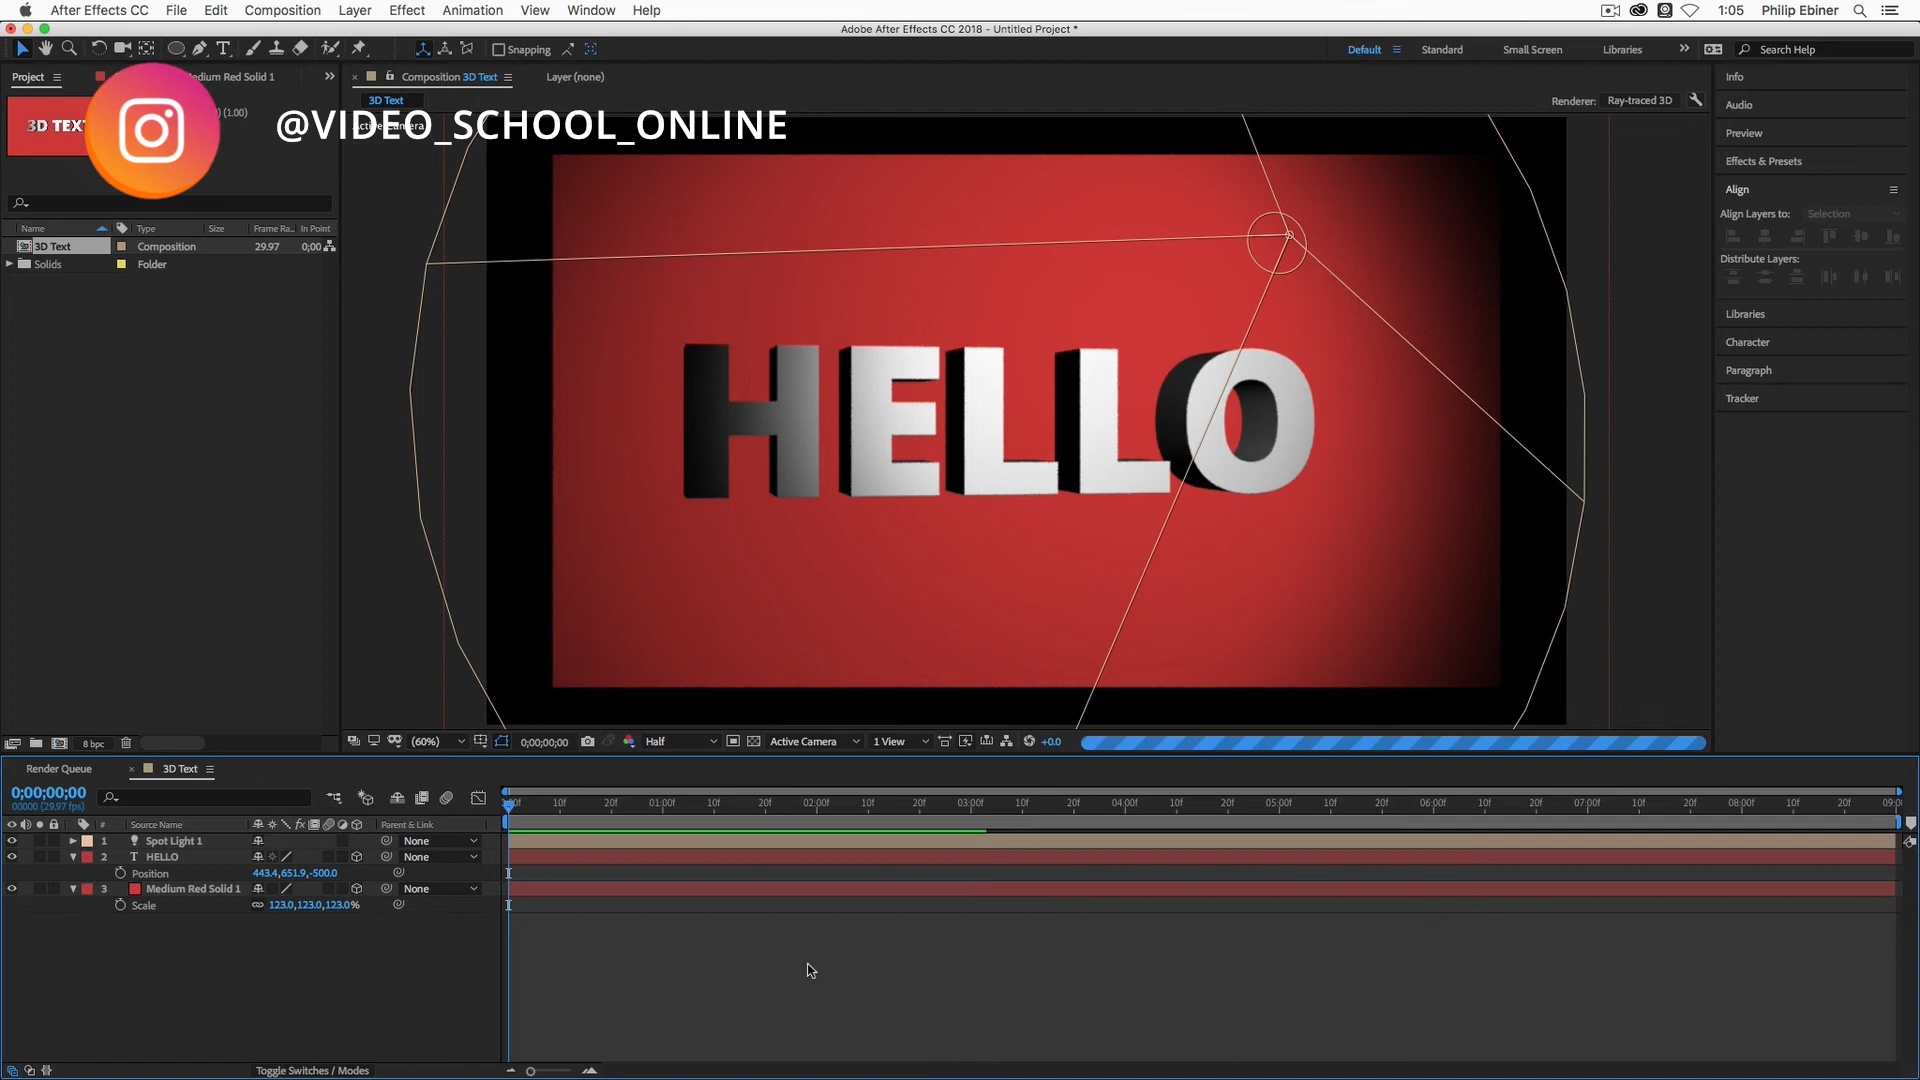 After Effects CC File Edit Composition Layer Effect Animation View Window Help 1:05 Philip Ebiner
Adobe After Effects CC 2018 - Untitled Project *
Snapping Default Standard Small Screen Libraries Search Help
Project Medium Red Solid 1 Composition 3D Text Layer (none) Info
3D Text Renderer: Ray-traced 3D
Audio
(1.00)
3D TEXT
@VIDEO_SCHOOL_ONLINE
Active Camera
Preview
Effects & Presets
Align
Align Layers to: Selection
Name Type Size Frame Ra... In Point
3D Text Composition 29.97 0;00
Solids Folder
Distribute Layers:
Libraries
Character
Paragraph
Tracker
HELLO
8 bpc (60%) 0;00;00;00 Half Active Camera 1 View +0.0
Render Queue 3D Text
0;00;00;00
00000 (29.97 fps)
:00f 10f 20f 01:00f 10f 20f 02:00f 10f 20f 03:00f 10f 20f 04:00f 10f 20f 05:00f 10f 20f 06:00f 10f 20f 07:00f 10f 20f 08:00f 10f 20f 09:0
# Source Name Parent & Link
1 Spot Light 1 None
2 T HELLO None
Position 443.4,651.9,-500.0
3 Medium Red Solid 1 None
Scale 123.0,123.0,123.0%
Toggle Switches / Modes